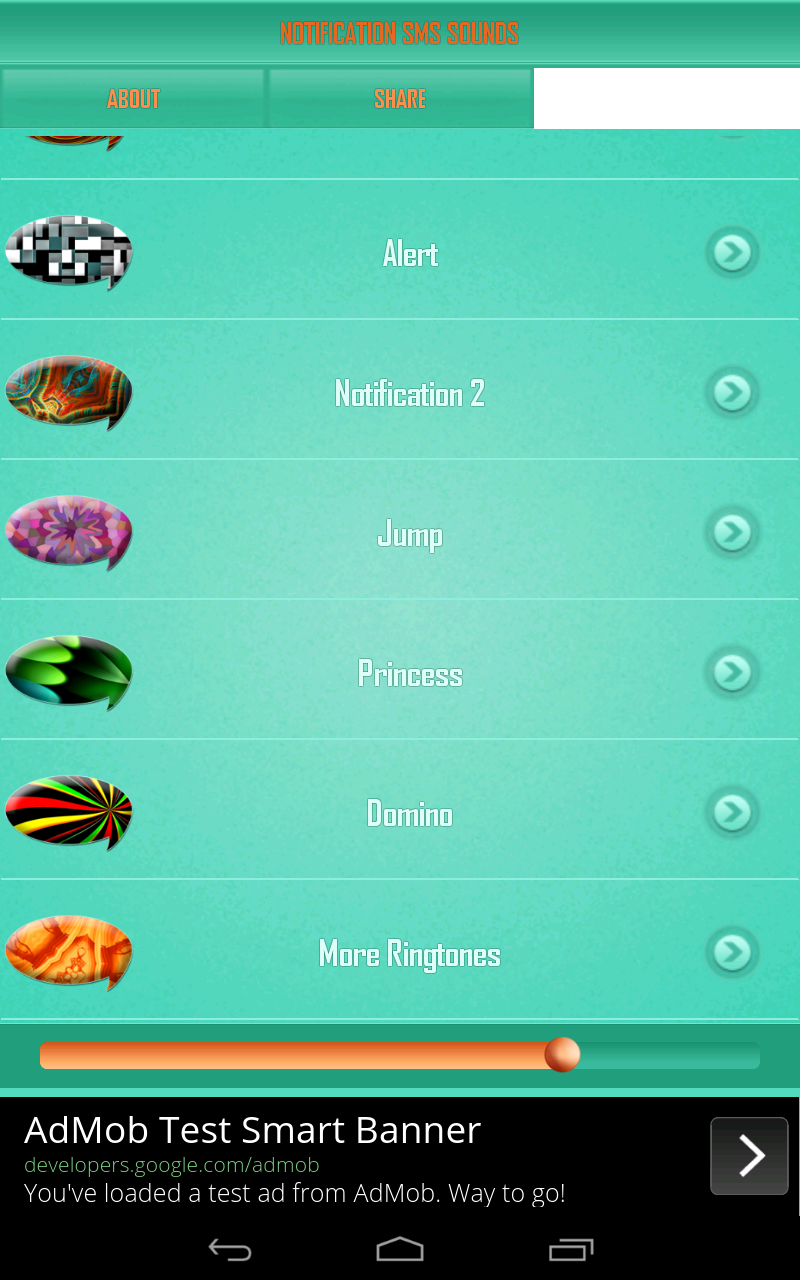 NOTIFICATION SMS SOUNDS
ABOUT
SHARE
Alert
Notification 2
Jump
Princess
Domino
More Ringtones
AdMob Test Smart Banner
developers.google.com/admob
You've loaded a test ad from AdMob. Way to go!